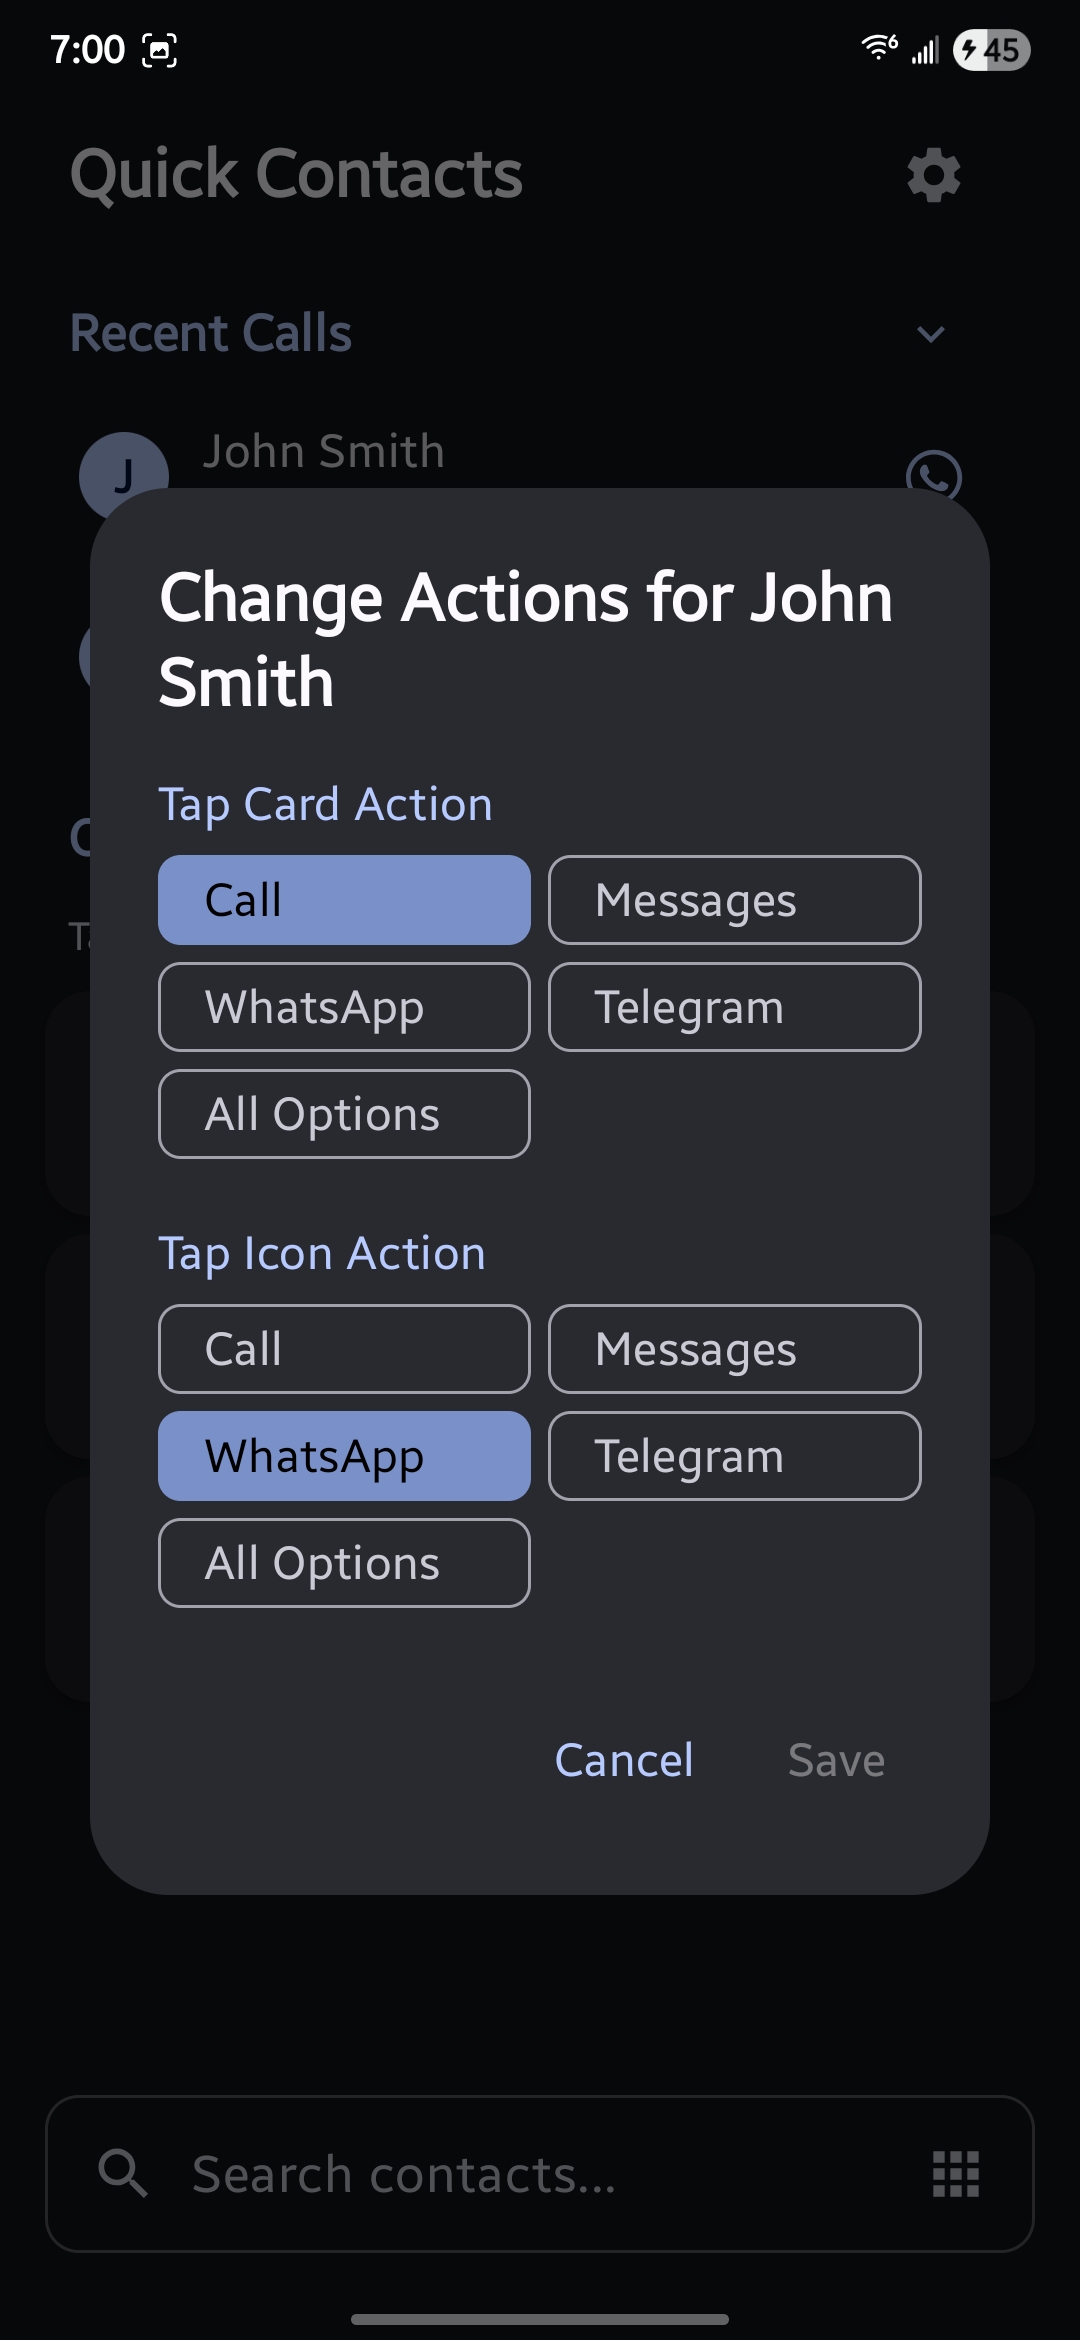 7:00
6
45
Quick Contacts
Recent Calls
John Smith
J
Change Actions for John
Smith
Tap Card Action
Call
Messages
WhatsApp
Telegram
All Options
Tap Icon Action
Call
Messages
WhatsApp
Telegram
All Options
Cancel
Save
Search contacts...